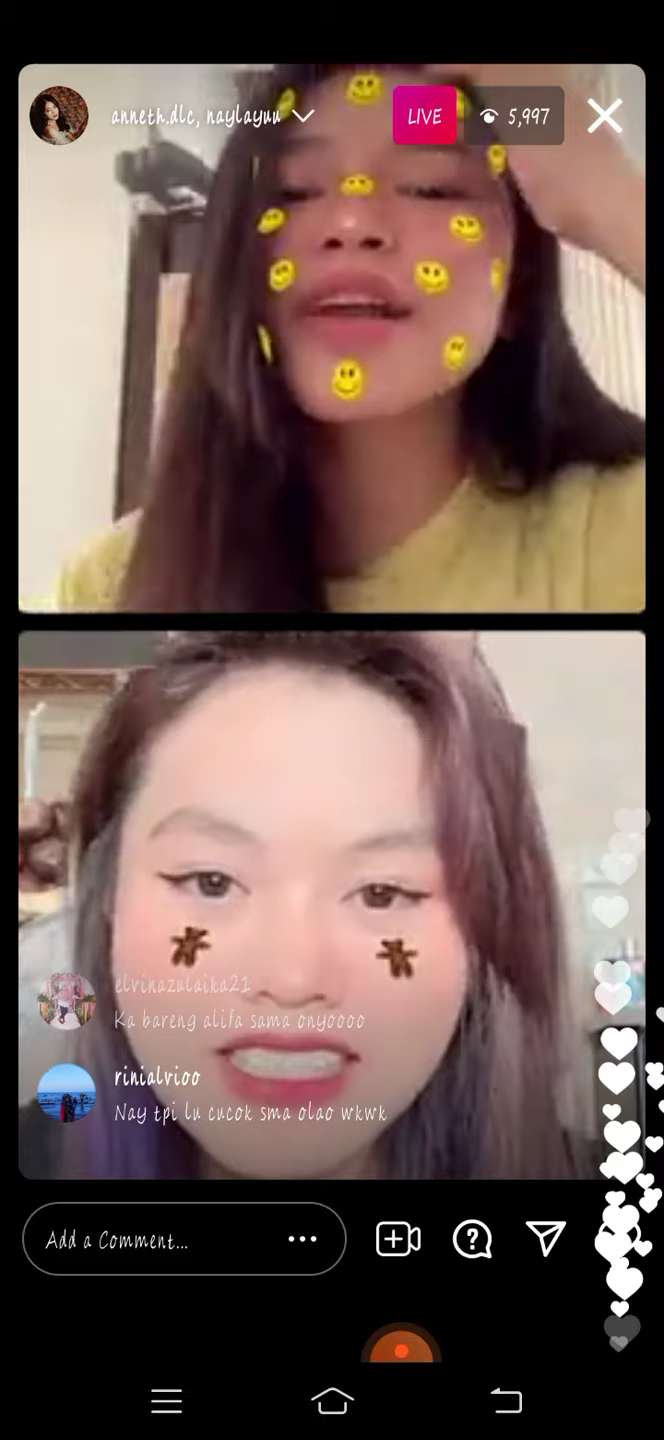 anneth.dlc, naylayuu
LIVE
5,997
elvinazulaika21
Ka bareng alifa sama onyoooo
rinialvioo
Nay tpi lu cucok sma olao wkwk
Add a Comment...